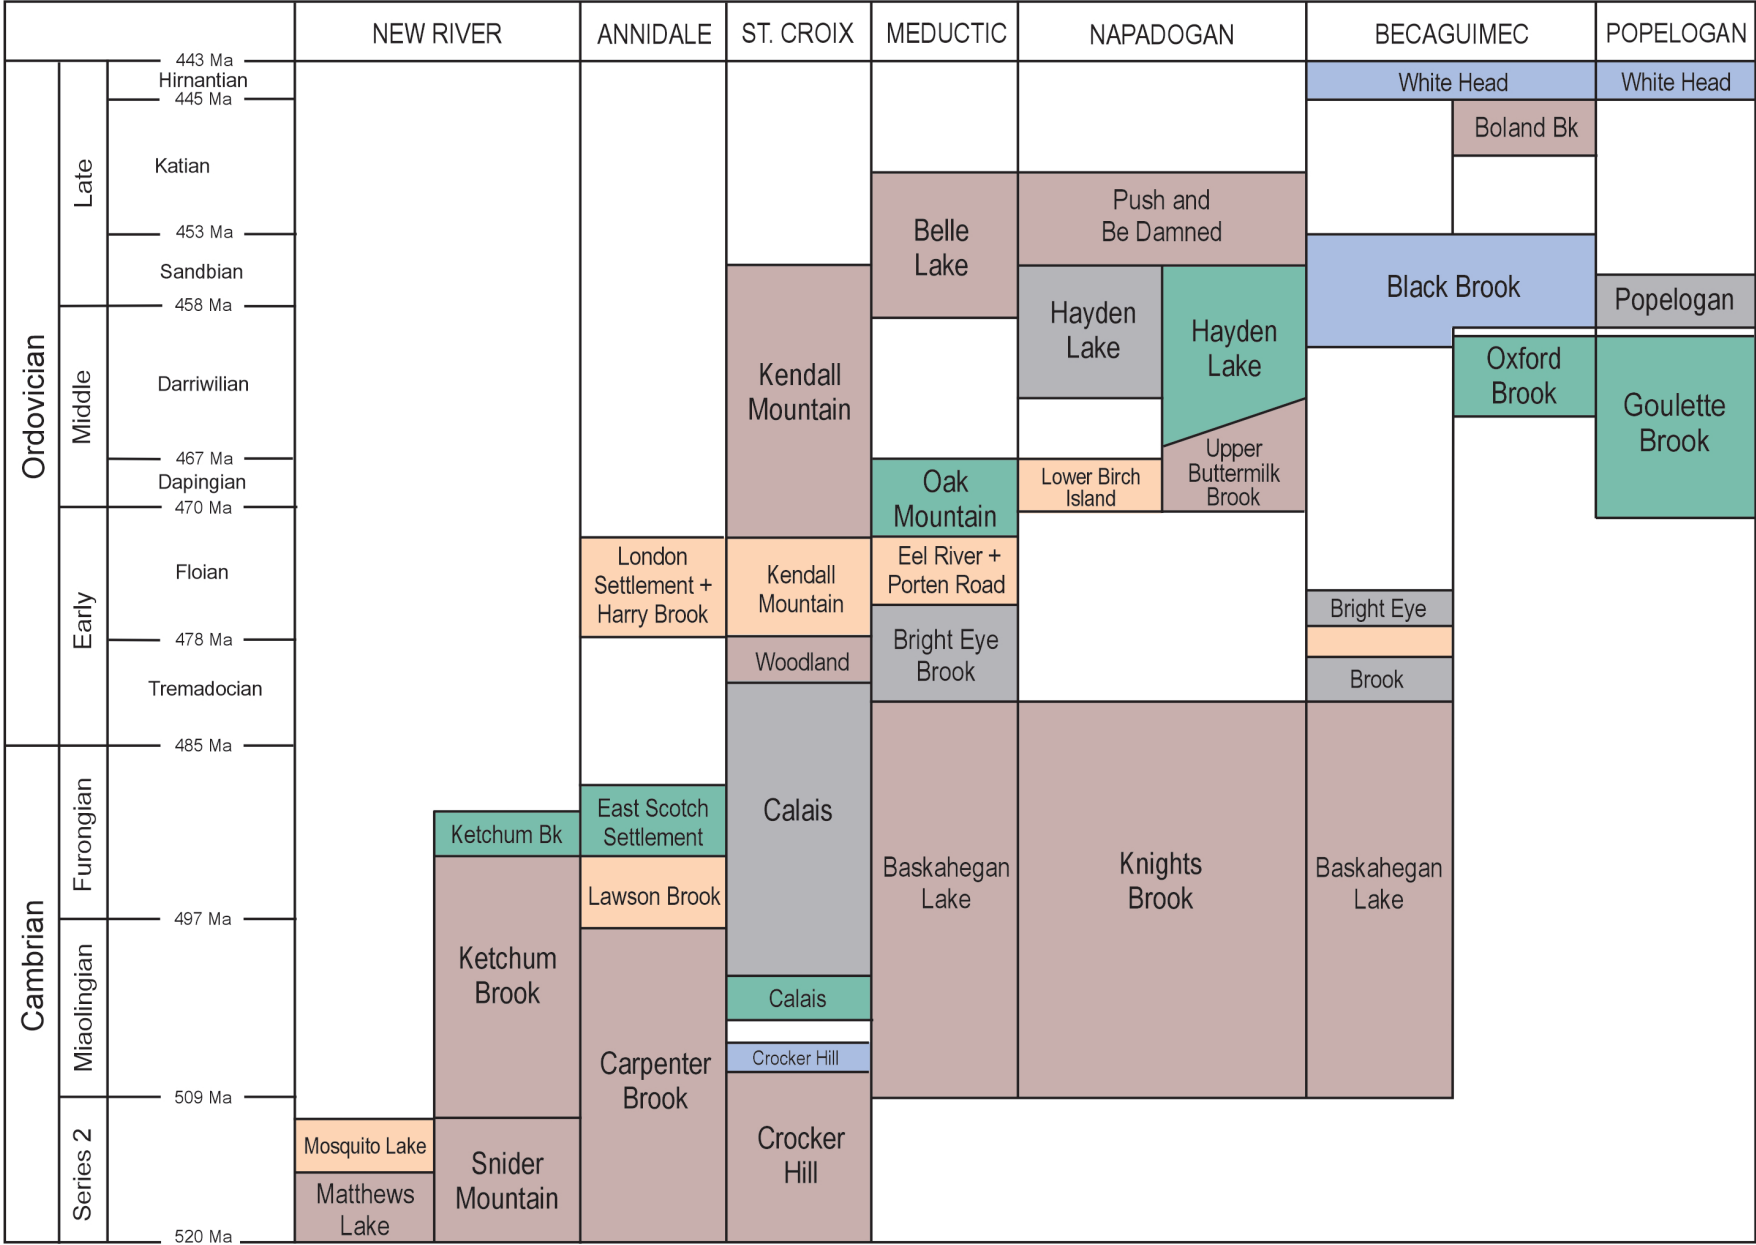 NEW RIVER
ANNIDALE
ST. CROIX
MEDUCTIC
NAPADOGAN
BECAGUIMEC
POPELOGAN
Ordovician
Cambrian
Late
Middle
Early
Furongian
Miaolingian
Series 2
443 Ma
Hirnantian
445 Ma
Katian
453 Ma
Sandbian
458 Ma
Darriwilian
467 Ma
Dapingian
470 Ma
Floian
478 Ma
Tremadocian
485 Ma
497 Ma
509 Ma
520 Ma
Ketchum Bk
Ketchum
Brook
Mosquito Lake
Matthews
Lake
Snider
Mountain
London
Settlement +
Harry Brook
East Scotch
Settlement
Lawson Brook
Carpenter
Brook
Kendall
Mountain
Kendall
Mountain
Woodland
Calais
Calais
Crocker Hill
Crocker
Hill
Belle
Lake
Oak
Mountain
Eel River +
Porten Road
Bright Eye
Brook
Baskahegan
Lake
Push and
Be Damned
Hayden
Lake
Hayden
Lake
Lower Birch
Island
Upper
Buttermilk
Brook
Knights
Brook
White Head
Boland Bk
Black Brook
Oxford
Brook
Bright Eye
Brook
Baskahegan
Lake
White Head
Popelogan
Goulette
Brook